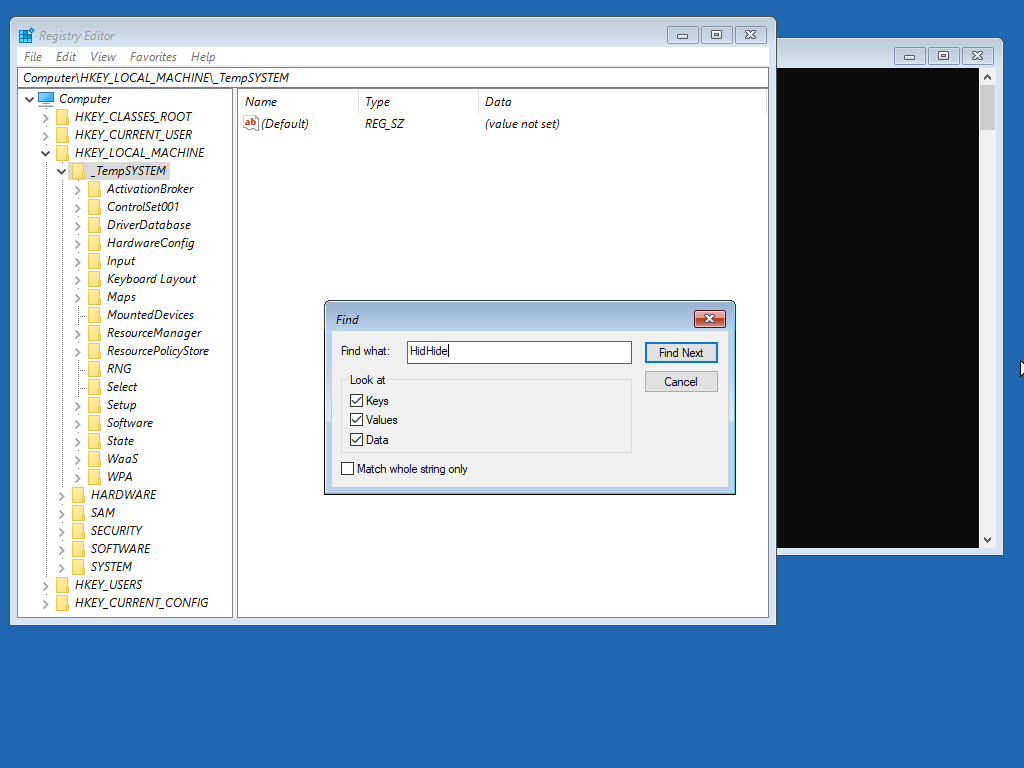 Registry Editor
File Edit View Favorites Help
Computer\HKEY_LOCAL_MACHINE\_TempSYSTEM
Computer
HKEY_CLASSES_ROOT
HKEY_CURRENT_USER
HKEY_LOCAL_MACHINE
_TempSYSTEM
ActivationBroker
ControlSet001
DriverDatabase
HardwareConfig
Input
Keyboard Layout
Maps
MountedDevices
ResourceManager
ResourcePolicyStore
RNG
Select
Setup
Software
State
WaaS
WPA
HARDWARE
SAM
SECURITY
SOFTWARE
SYSTEM
HKEY_USERS
HKEY_CURRENT_CONFIG
Name Type Data
ab (Default) REG_SZ (value not set)
Find
Find what: HidHide Find Next
Look at Cancel
Keys
Values
Data
Match whole string only